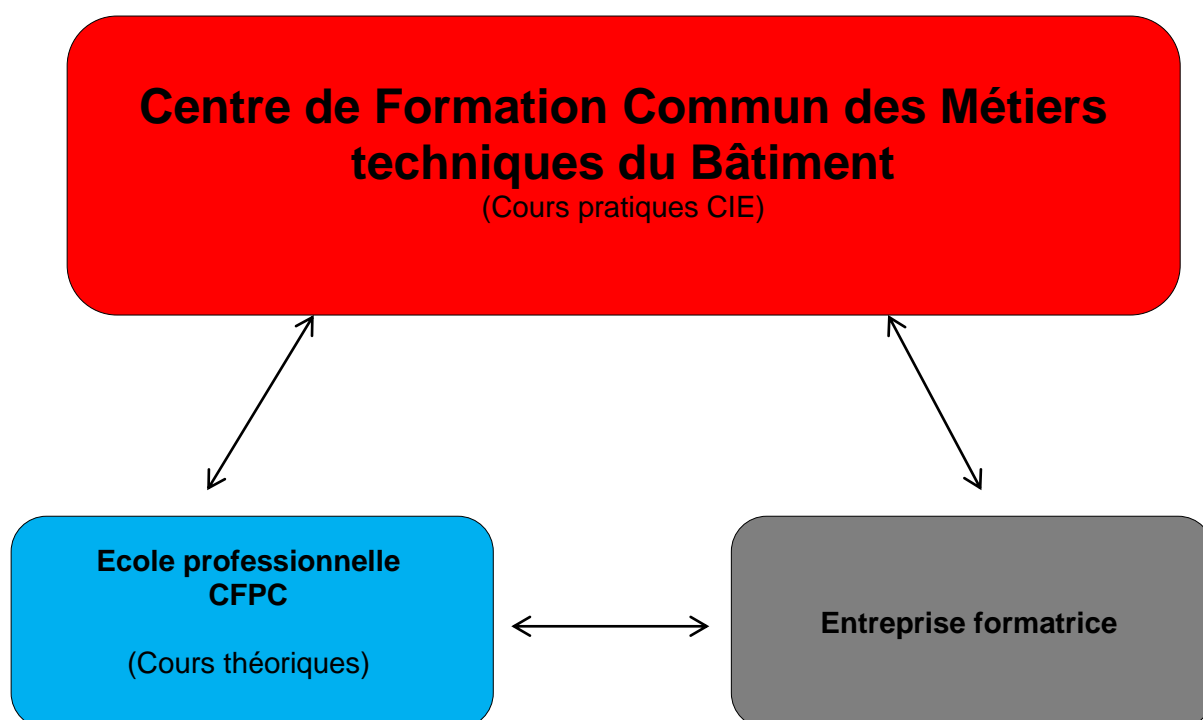 Centre de Formation Commun des Métiers
techniques du Bâtiment
(Cours pratiques CIE)
Ecole professionnelle
CFPC
(Cours théoriques)
Entreprise formatrice